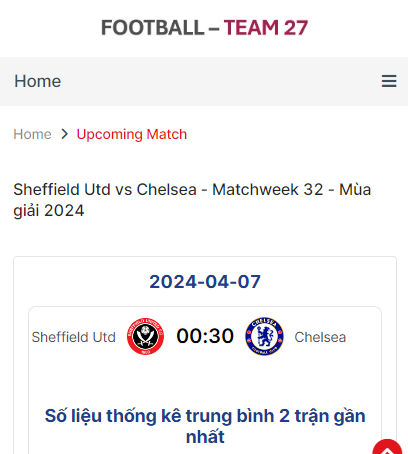 FOOTBALL – TEAM 27
Home
Home > Upcoming Match
Sheffield Utd vs Chelsea - Matchweek 32 - Mùa
giải 2024
2024-04-07
Sheffield Utd 00:30 Chelsea
Số liệu thống kê trung bình 2 trận gần
nhất